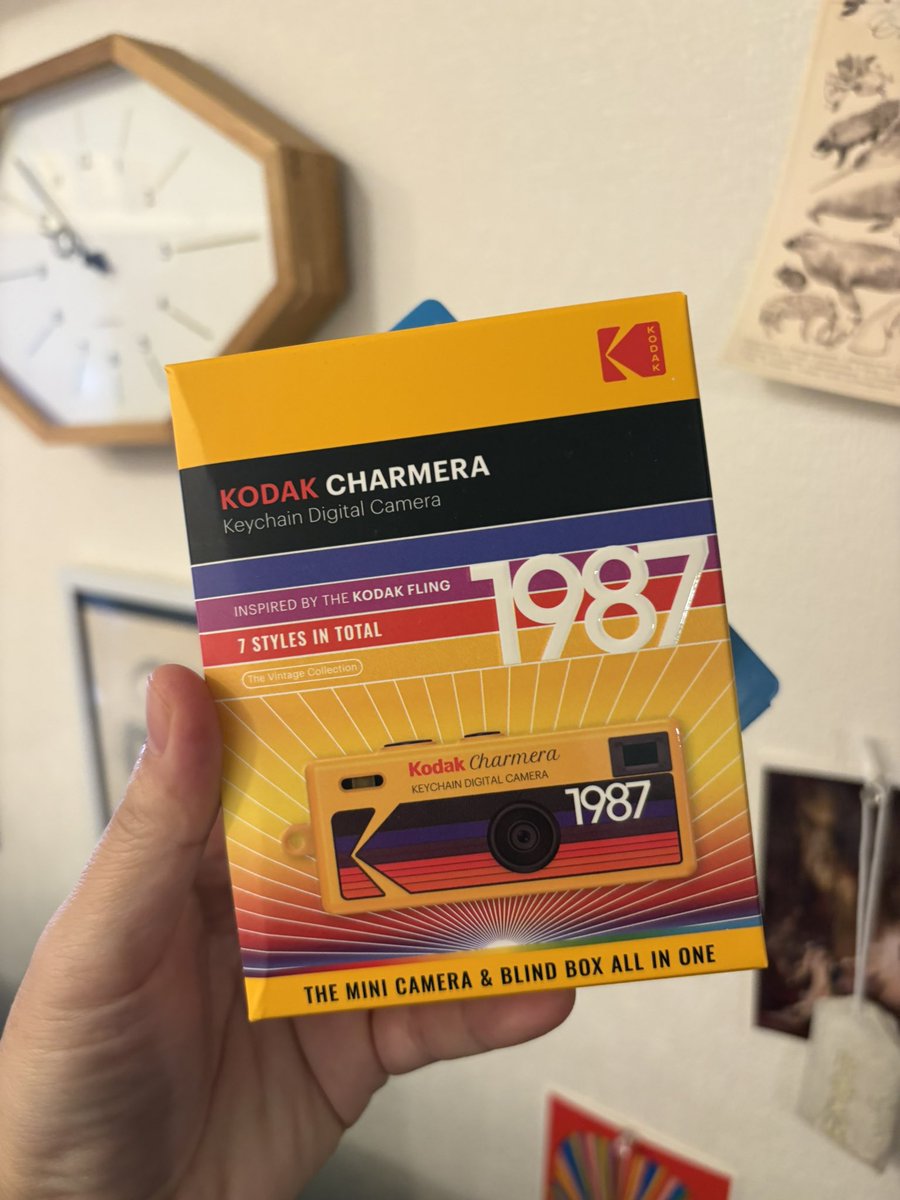 KODAK
KODAK CHARMERA
Keychain Digital Camera
1987
INSPIRED BY THE KODAK FLING
7 STYLES IN TOTAL
The Vintage Collection
Kodak Charmera
KEYCHAIN DIGITAL CAMERA
1987
THE MINI CAMERA & BLIND BOX ALL IN ONE